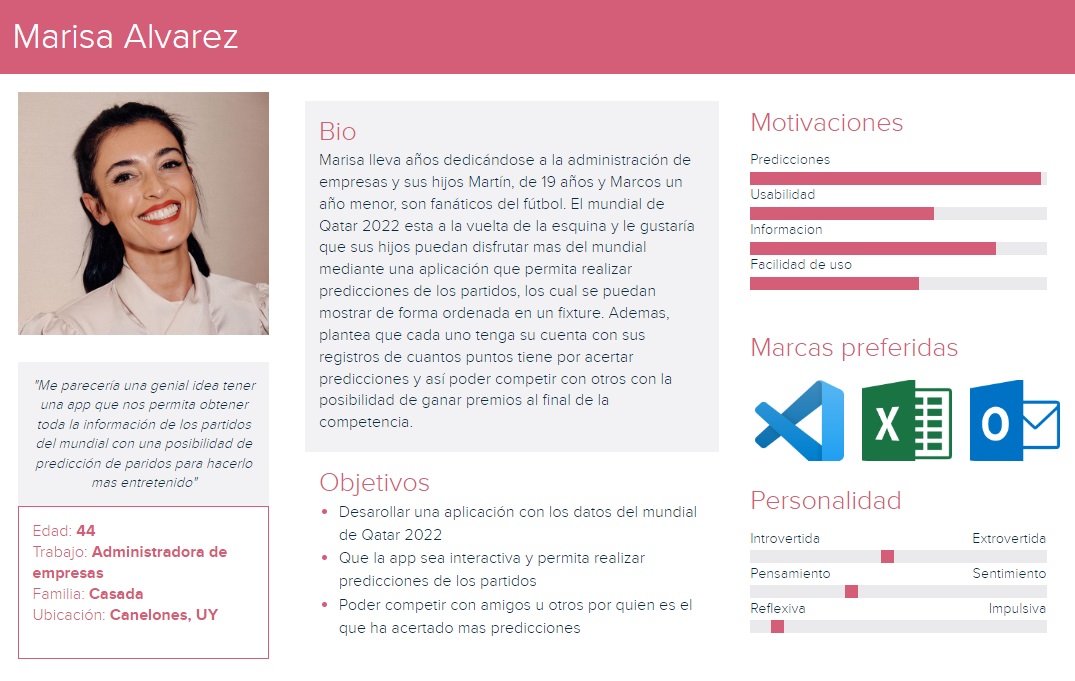 Marisa Alvarez
"Me parecería una genial idea tener
una app que nos permita obtener
toda la información de los partidos
del mundial con una posibilidad de
predicción de paridos para hacerlo
mas entretenido"
Edad: 44
Trabajo: Administradora de
empresas
Familia: Casada
Ubicación: Canelones, UY
Bio
Marisa lleva años dedicándose a la administración de
empresas y sus hijos Martín, de 19 años y Marcos un
año menor, son fanáticos del fútbol. El mundial de
Qatar 2022 esta a la vuelta de la esquina y le gustaría
que sus hijos puedan disfrutar mas del mundial
mediante una aplicación que permita realizar
predicciones de los partidos, los cual se puedan
mostrar de forma ordenada en un fixture. Ademas,
plantea que cada uno tenga su cuenta con sus
registros de cuantos puntos tiene por acertar
predicciones y así poder competir con otros con la
posibilidad de ganar premios al final de la
competencia.
Objetivos
Desarollar una aplicación con los datos del mundial
de Qatar 2022
Que la app sea interactiva y permita realizar
predicciones de los partidos
Poder competir con amigos u otros por quien es el
que ha acertado mas predicciones
Motivaciones
Predicciones
Usabilidad
Informacion
Facilidad de uso
Marcas preferidas
X
O
Personalidad
Introvertida Extrovertida
Pensamiento Sentimiento
Reflexiva Impulsiva